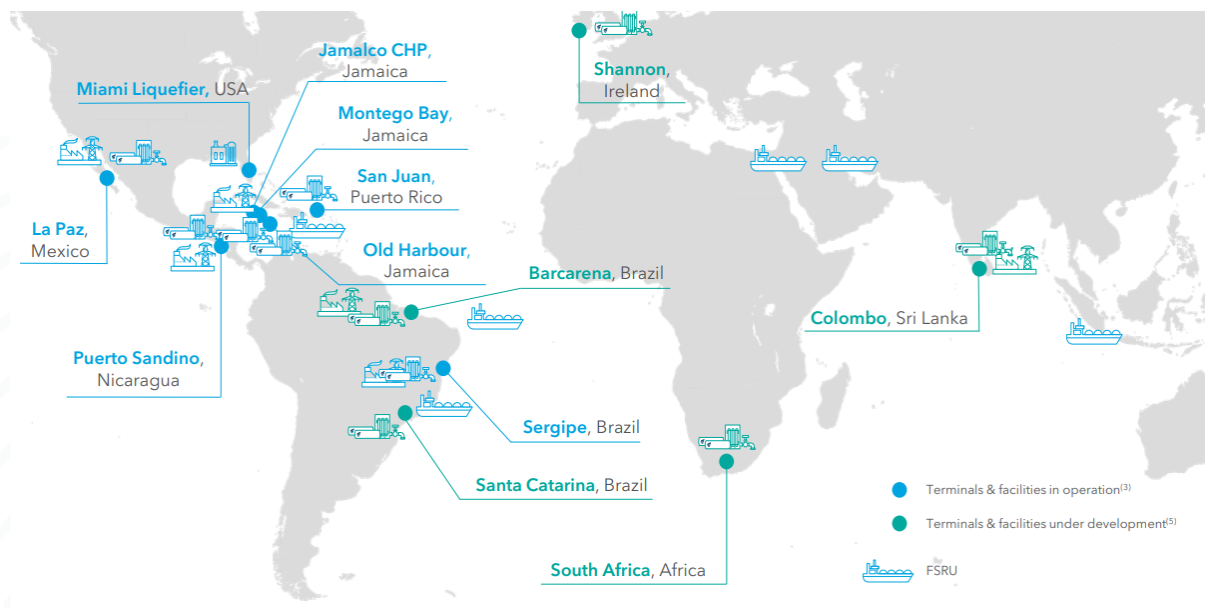 Jamalco CHP,
Jamaica
Miami Liquefier, USA
Montego Bay,
Jamaica
San Juan,
Puerto Rico
Shannon,
Ireland
La Paz,
Mexico
Old Harbour,
Jamaica
Barcarena, Brazil
Colombo, Sri Lanka
Puerto Sandino,
Nicaragua
Sergipe, Brazil
Santa Catarina, Brazil
South Africa, Africa
Terminals & facilities in operation(3)
Terminals & facilities under development(5)
FSRU